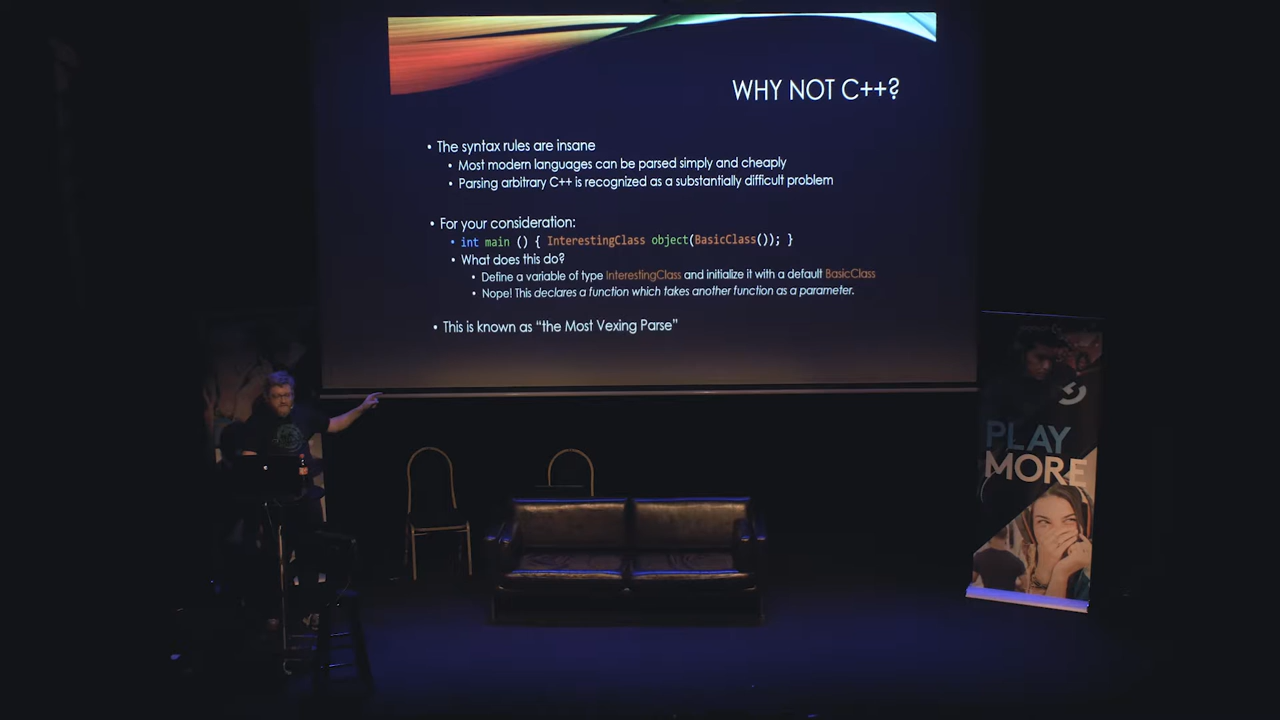 WHY NOT C++?
• The syntax rules are insane
• Most modern languages can be parsed simply and cheaply
• Parsing arbitrary C++ is recognized as a substantially difficult problem
• For your consideration:
• int main () { InterestingClass object(BasicClass()); }
• What does this do?
• Define a variable of type InterestingClass and initialize it with a default BasicClass
• Nope! This declares a function which takes another function as a parameter.
• This is known as “the Most Vexing Parse”
PLAY
MORE